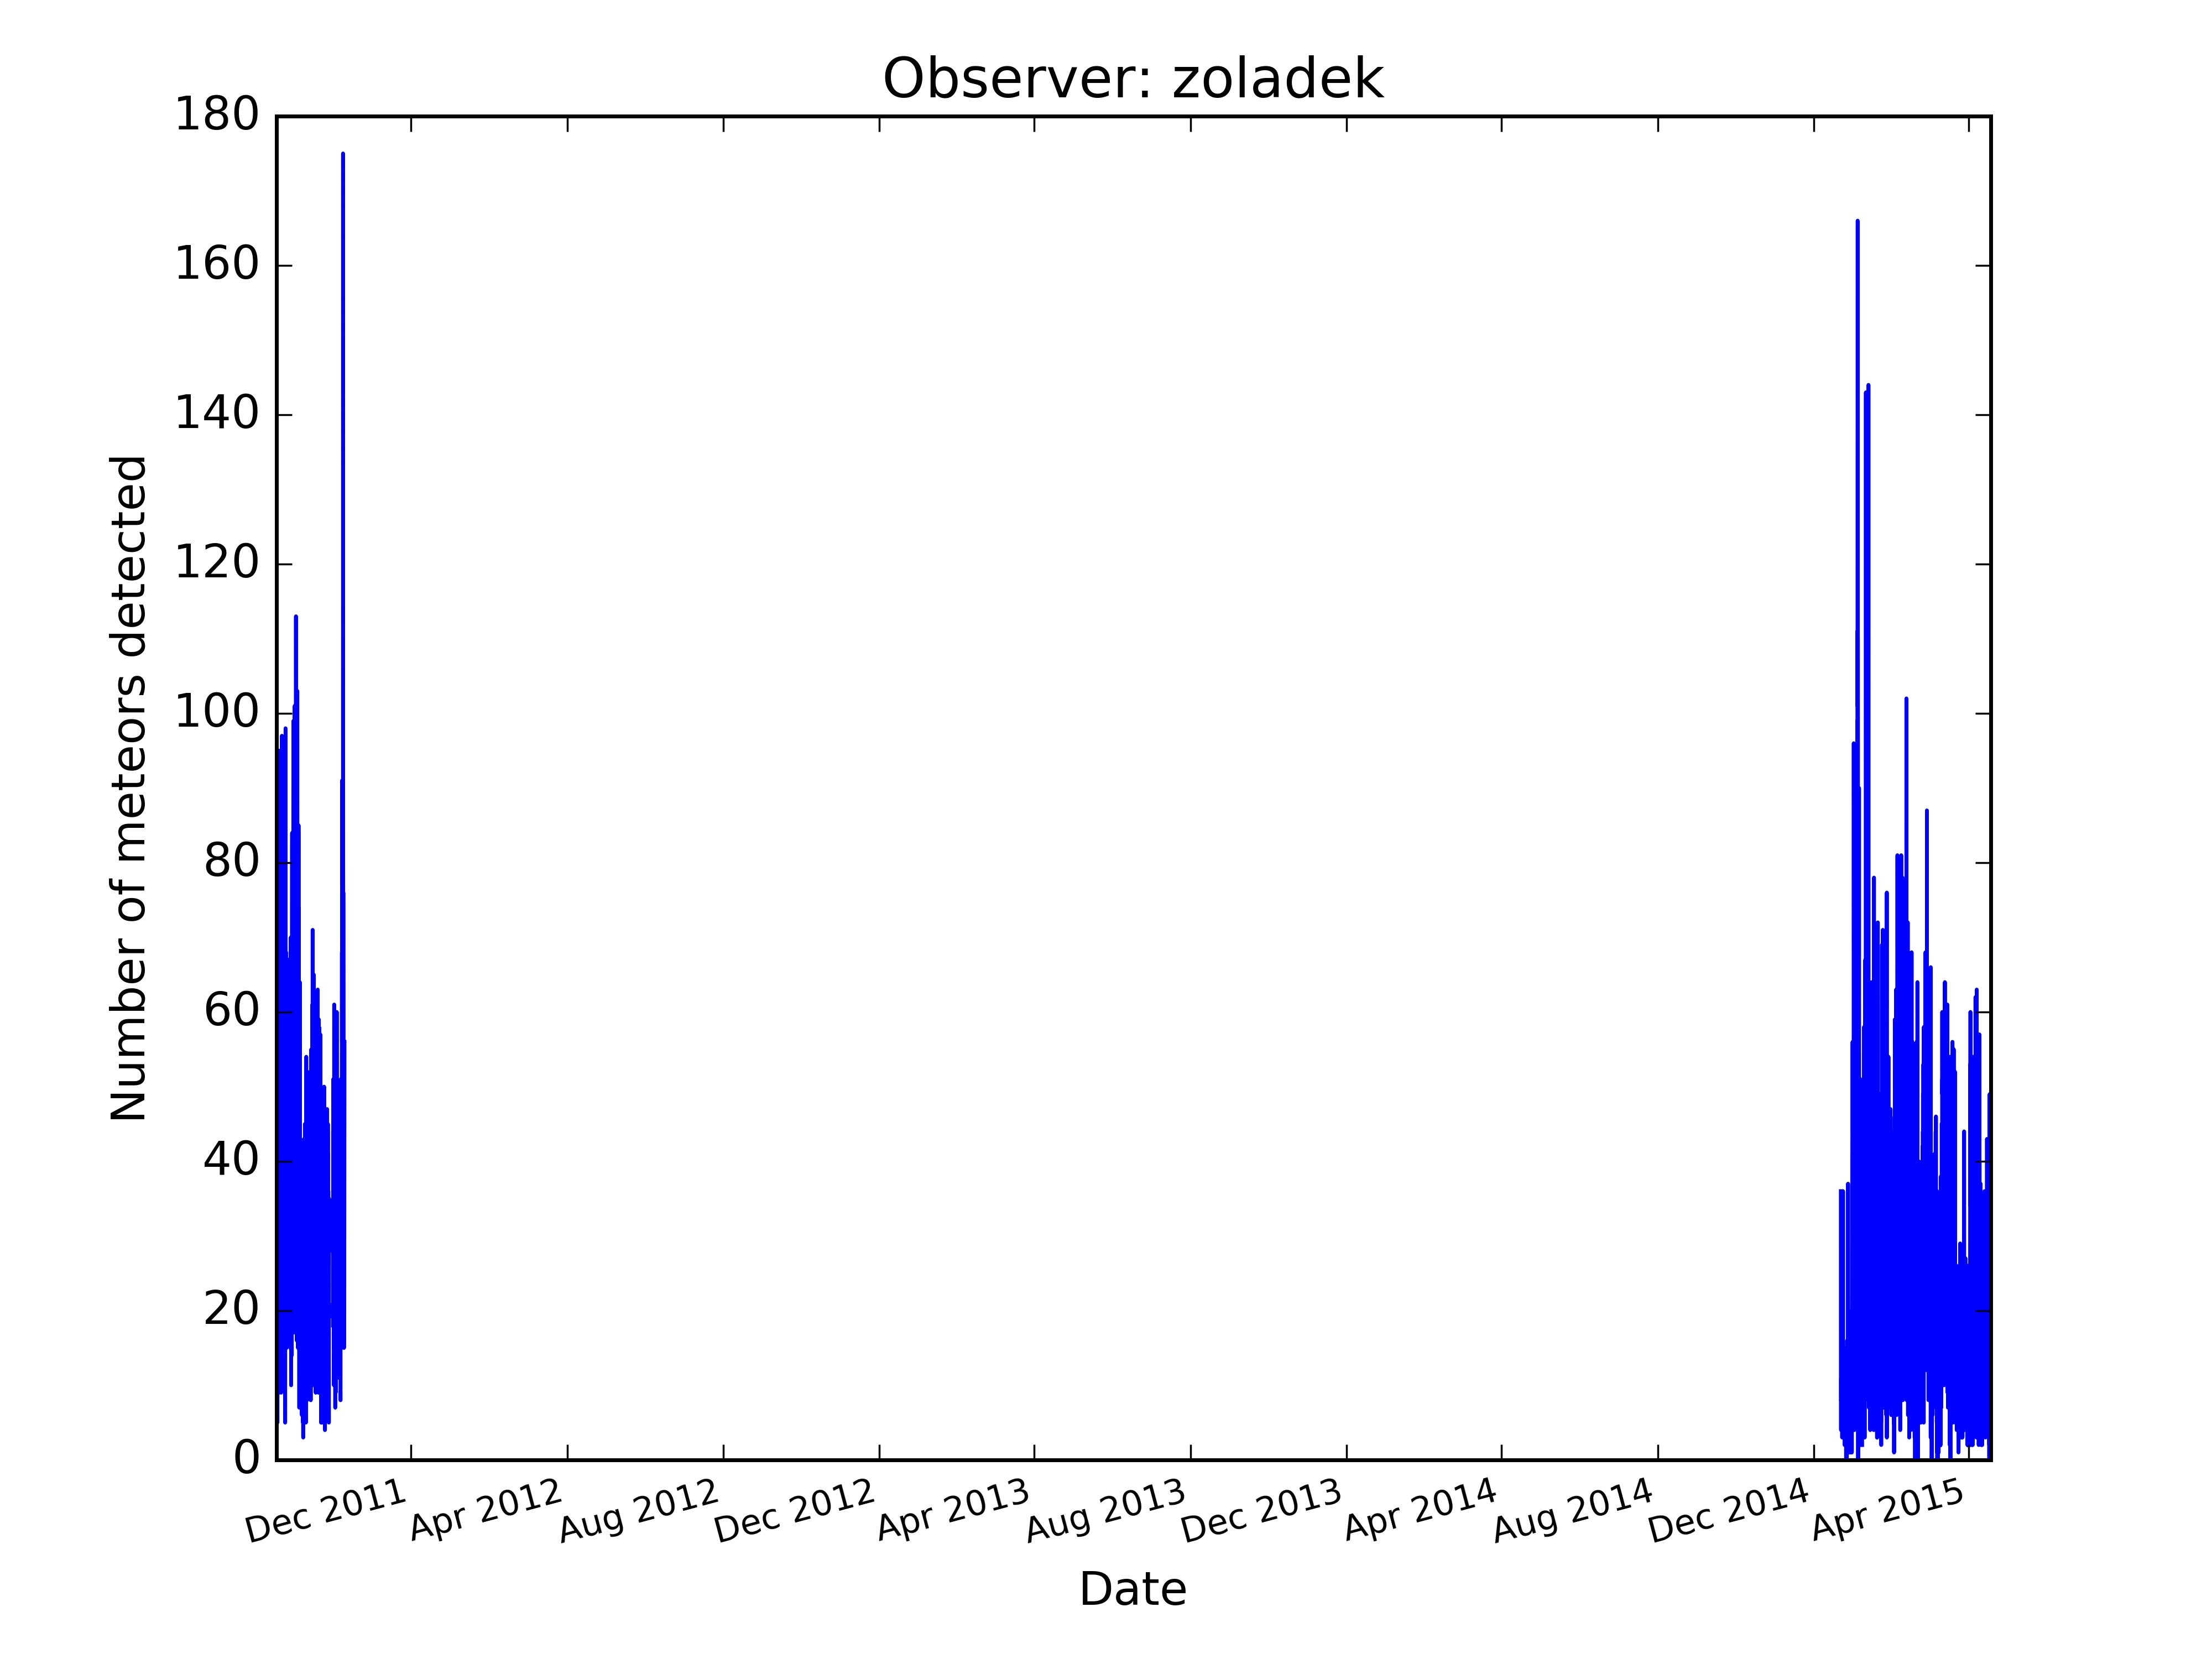 Observer: zoladek
180
160
140
120
100
80
60
40
20
0
Number of meteors detected
Dec 2011
Apr 2012
Aug 2012
Dec 2012
Apr 2013
Aug 2013
Dec 2013
Apr 2014
Aug 2014
Dec 2014
Apr 2015
Date